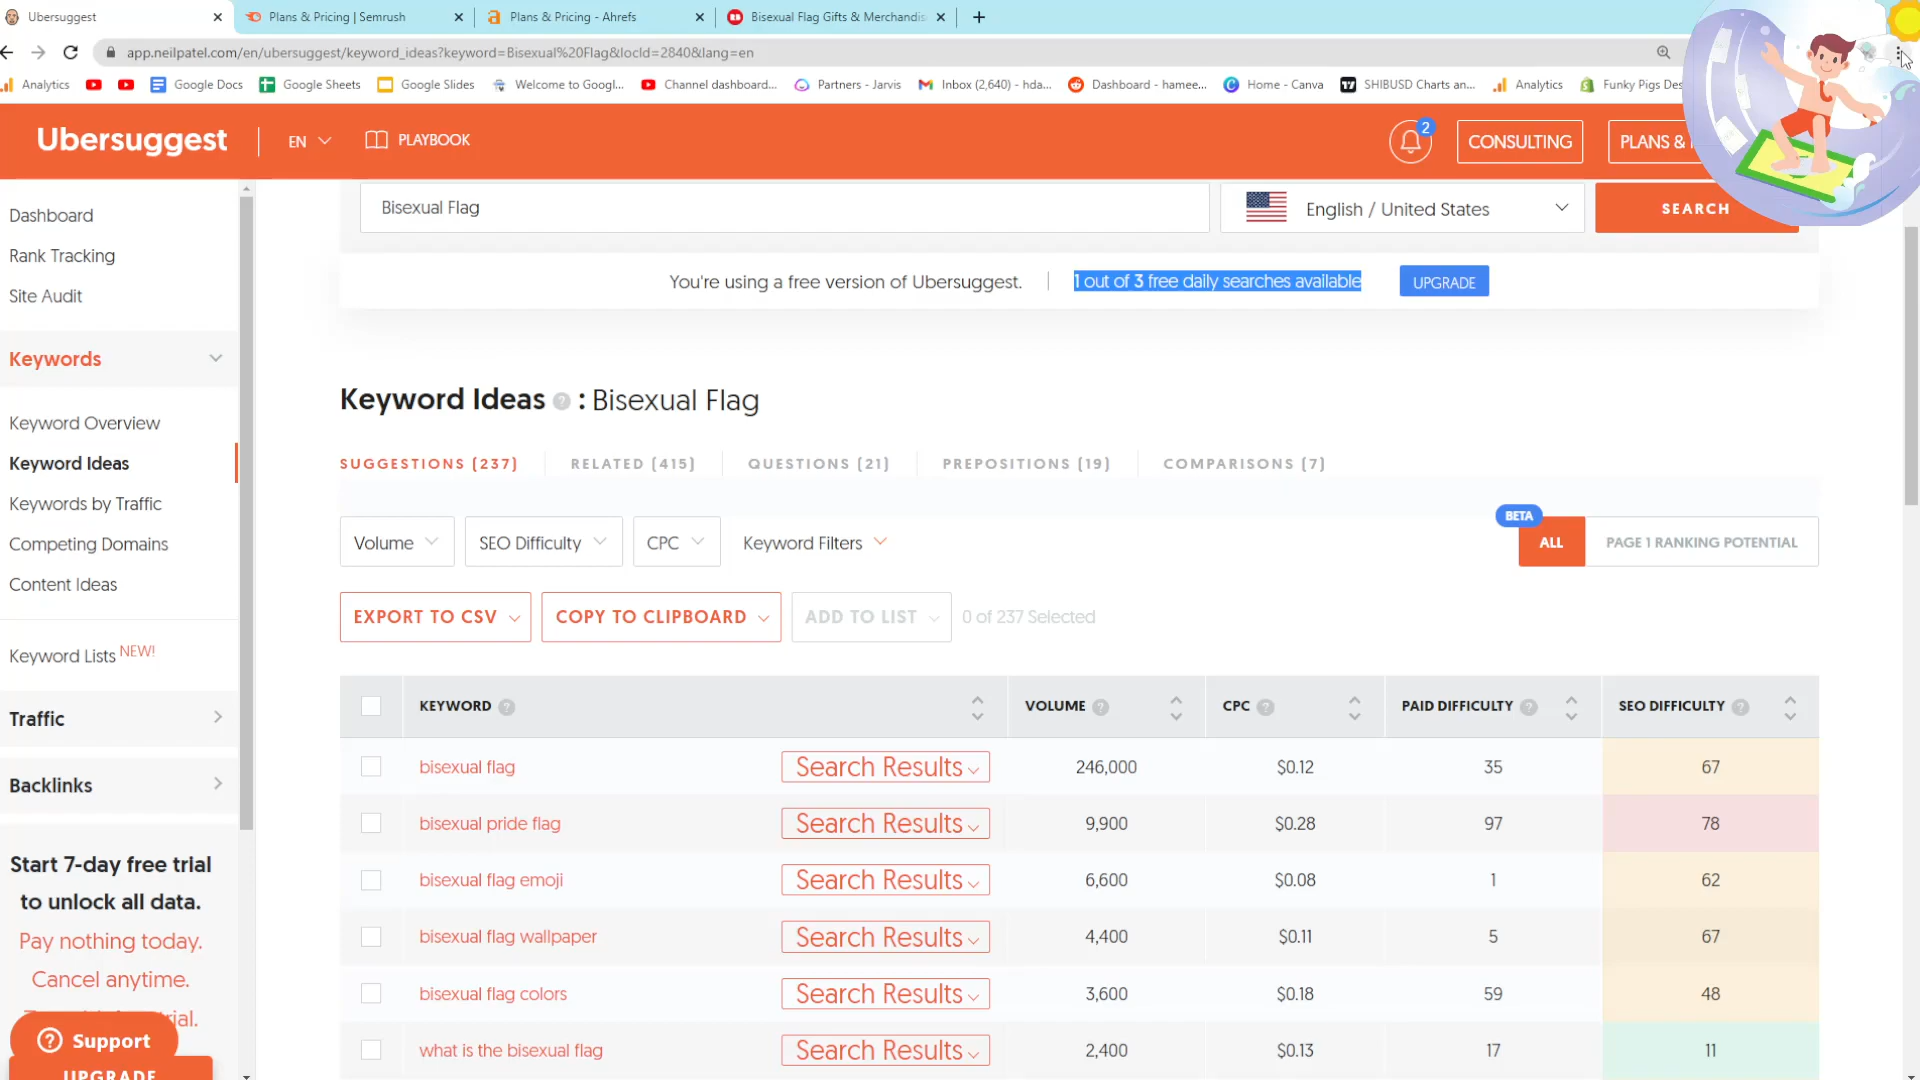 Ubersuggest
Plans & Pricing | Semrush
Plans & Pricing - Ahrefs
Bisexual Flag Gifts & Merchandis
app.neilpatel.com/en/ubersuggest/keyword_ideas?keyword=Bisexual%20Flag&locId=2840&lang=en
Analytics
Google Docs
Google Sheets
Google Slides
Welcome to Googl...
Channel dashboard...
Partners - Jarvis
Inbox (2,640) - hda...
Dashboard - hamee...
Home - Canva
SHIBUSD Charts an...
Analytics
Funky Pigs Des
Ubersuggest
EN
PLAYBOOK
2
CONSULTING
PLANS &
Dashboard
Rank Tracking
Site Audit
Keywords
Keyword Overview
Keyword Ideas
Keywords by Traffic
Competing Domains
Content Ideas
Keyword Lists NEW!
Traffic
Backlinks
Start 7-day free trial
to unlock all data.
Pay nothing today.
Cancel anytime.
Support
UPGRADE
Bisexual Flag
English / United States
SEARCH
You're using a free version of Ubersuggest.
1 out of 3 free daily searches available
UPGRADE
Keyword Ideas ? : Bisexual Flag
SUGGESTIONS (237)
RELATED (415)
QUESTIONS (21)
PREPOSITIONS (19)
COMPARISONS (7)
Volume
SEO Difficulty
CPC
Keyword Filters
BETA
ALL
PAGE 1 RANKING POTENTIAL
EXPORT TO CSV
COPY TO CLIPBOARD
ADD TO LIST
0 of 237 Selected
KEYWORD ? VOLUME ? CPC ? PAID DIFFICULTY ? SEO DIFFICULTY ?
bisexual flag Search Results 246,000 $0.12 35 67
bisexual pride flag Search Results 9,900 $0.28 97 78
bisexual flag emoji Search Results 6,600 $0.08 1 62
bisexual flag wallpaper Search Results 4,400 $0.11 5 67
bisexual flag colors Search Results 3,600 $0.18 59 48
what is the bisexual flag Search Results 2,400 $0.13 17 11